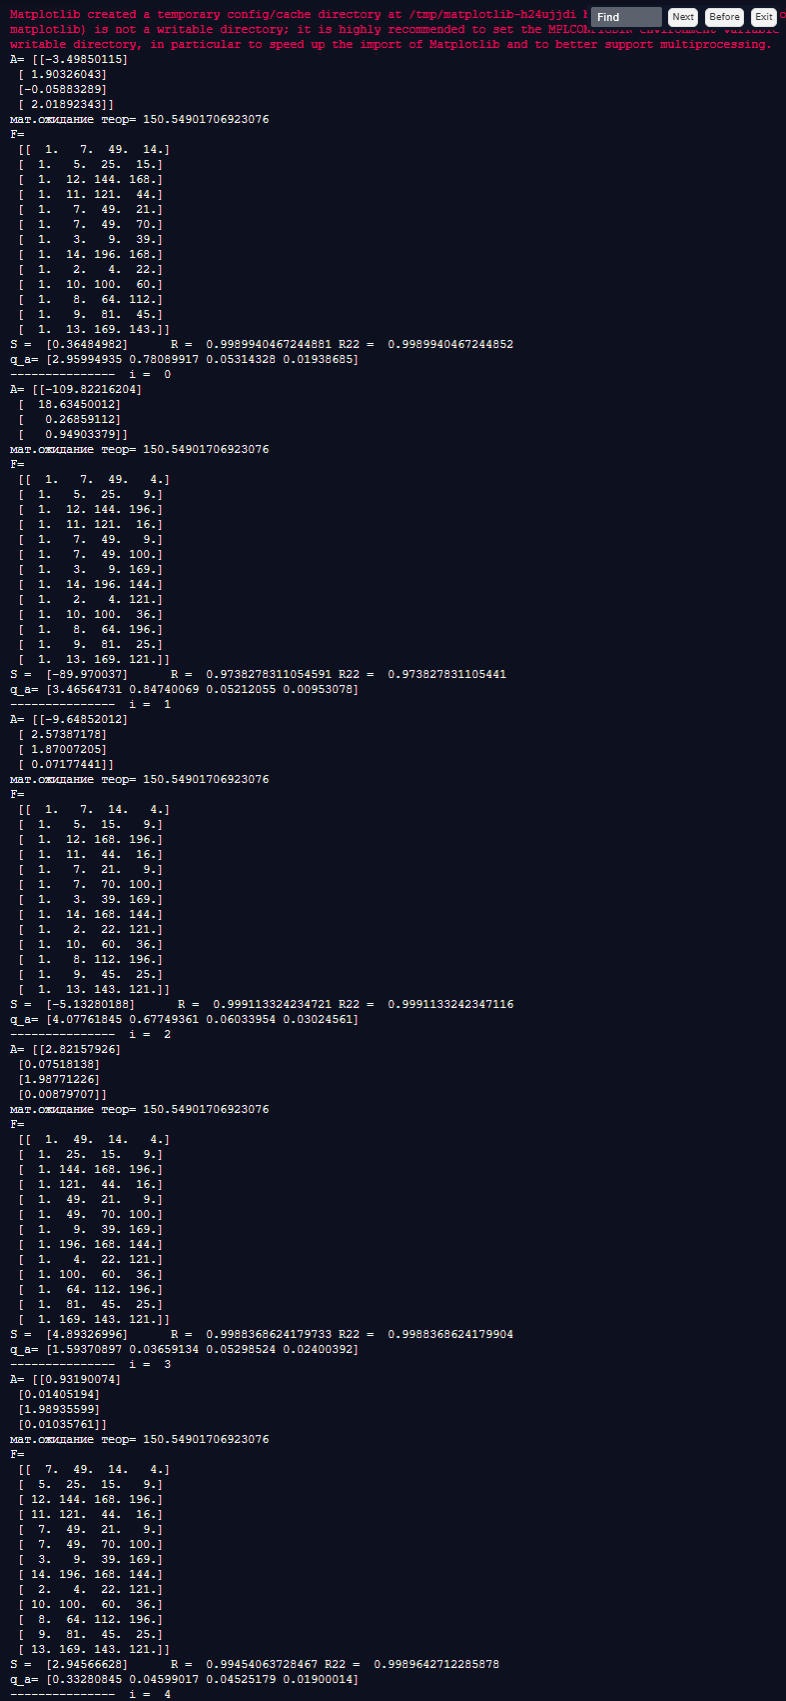 Matplotlib created a temporary config/cache directory at /tmp/matplotlib-h24ujjdi
Find Next Before Exit
matplotlib) is not a writable directory; it is highly recommended to set the environment variable
writable directory, in particular to speed up the import of Matplotlib and to better support multiprocessing.
A= [[-3.49850115]
[ 1.90326043]
[-0.05883289]
[ 2.01892343]]
мат.ожидание теор= 150.54901706923076
F=
[[ 1. 7. 49. 14.]
[ 1. 5. 25. 15.]
[ 1. 12. 144. 168.]
[ 1. 11. 121. 44.]
[ 1. 7. 49. 21.]
[ 1. 7. 49. 70.]
[ 1. 3. 9. 39.]
[ 1. 14. 196. 168.]
[ 1. 2. 4. 22.]
[ 1. 10. 100. 60.]
[ 1. 8. 64. 112.]
[ 1. 9. 81. 45.]
[ 1. 13. 169. 143.]]
S = [0.36484982] R = 0.9989940467244881 R22 = 0.9989940467244852
q_a= [2.95994935 0.78089917 0.05314328 0.01938685]
--------------- i = 0
A= [[-109.82216204]
[ 18.63450012]
[ 0.26859112]
[ 0.94903379]]
мат.ожидание теор= 150.54901706923076
F=
[[ 1. 7. 49. 4.]
[ 1. 5. 25. 9.]
[ 1. 12. 144. 196.]
[ 1. 11. 121. 16.]
[ 1. 7. 49. 9.]
[ 1. 7. 49. 100.]
[ 1. 3. 9. 169.]
[ 1. 14. 196. 144.]
[ 1. 2. 4. 121.]
[ 1. 10. 100. 36.]
[ 1. 8. 64. 196.]
[ 1. 9. 81. 25.]
[ 1. 13. 169. 121.]]
S = [-89.970037] R = 0.9738278311054591 R22 = 0.973827831105441
q_a= [3.46564731 0.84740069 0.05212055 0.00953078]
--------------- i = 1
A= [[-9.64852012]
[ 2.57387178]
[ 1.87007205]
[ 0.07177441]]
мат.ожидание теор= 150.54901706923076
F=
[[ 1. 7. 14. 4.]
[ 1. 5. 15. 9.]
[ 1. 12. 168. 196.]
[ 1. 11. 44. 16.]
[ 1. 7. 21. 9.]
[ 1. 7. 70. 100.]
[ 1. 3. 39. 169.]
[ 1. 14. 168. 144.]
[ 1. 2. 22. 121.]
[ 1. 10. 60. 36.]
[ 1. 8. 112. 196.]
[ 1. 9. 45. 25.]
[ 1. 13. 143. 121.]]
S = [-5.13280188] R = 0.999113324234721 R22 = 0.9991133242347116
q_a= [4.07761845 0.67749361 0.06033954 0.03024561]
--------------- i = 2
A= [[2.82157926]
[0.07518138]
[1.98771226]
[0.00879707]]
мат.ожидание теор= 150.54901706923076
F=
[[ 1. 49. 14. 4.]
[ 1. 25. 15. 9.]
[ 1. 144. 168. 196.]
[ 1. 121. 44. 16.]
[ 1. 49. 21. 9.]
[ 1. 49. 70. 100.]
[ 1. 9. 39. 169.]
[ 1. 196. 168. 144.]
[ 1. 4. 22. 121.]
[ 1. 100. 60. 36.]
[ 1. 64. 112. 196.]
[ 1. 81. 45. 25.]
[ 1. 169. 143. 121.]]
S = [4.89326996] R = 0.9988368624179733 R22 = 0.9988368624179904
q_a= [1.59370897 0.03659134 0.05298524 0.02400392]
--------------- i = 3
A= [[0.93190074]
[0.01405194]
[1.98935599]
[0.01035761]]
мат.ожидание теор= 150.54901706923076
F=
[[ 7. 49. 14. 4.]
[ 5. 25. 15. 9.]
[ 12. 144. 168. 196.]
[ 11. 121. 44. 16.]
[ 7. 49. 21. 9.]
[ 7. 49. 70. 100.]
[ 3. 9. 39. 169.]
[ 14. 196. 168. 144.]
[ 2. 4. 22. 121.]
[ 10. 100. 60. 36.]
[ 8. 64. 112. 196.]
[ 9. 81. 45. 25.]
[ 13. 169. 143. 121.]]
S = [2.94566628] R = 0.99454063728467 R22 = 0.9989642712285878
q_a= [0.33280845 0.04599017 0.04525179 0.01900014]
--------------- i = 4